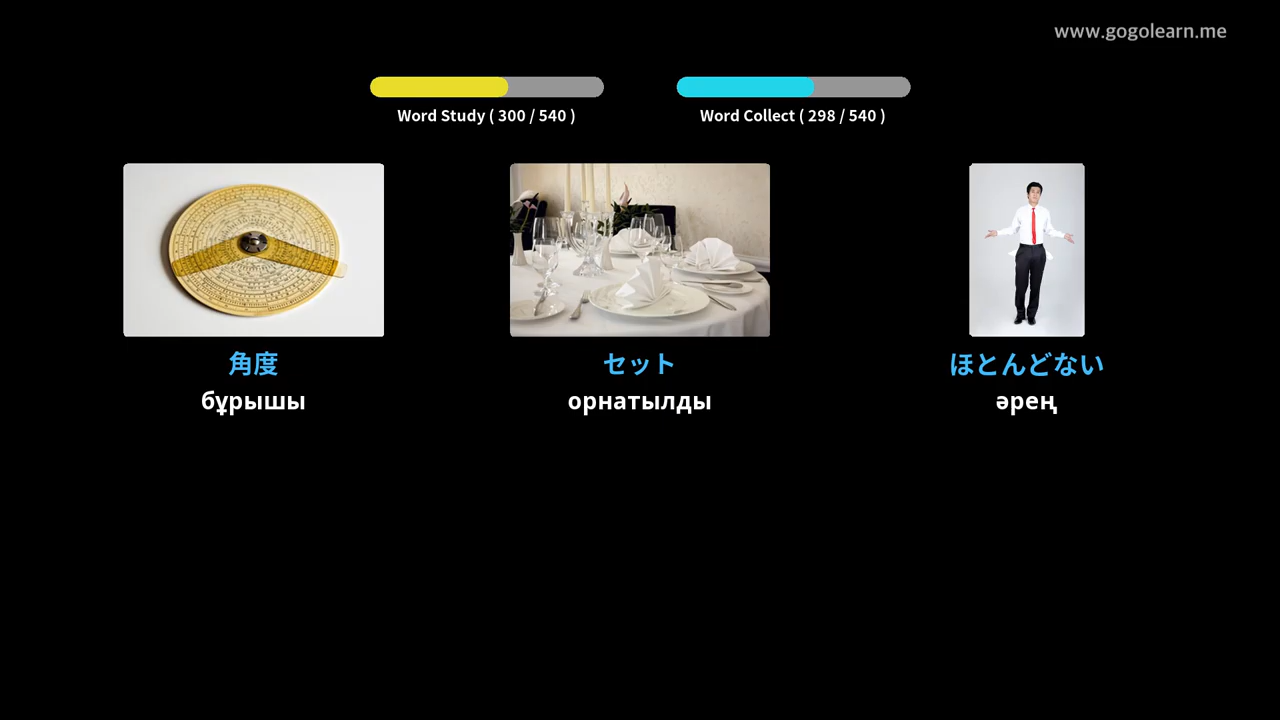 www.gogolearn.me
Word Study ( 300 / 540 )
Word Collect ( 298 / 540 )
角度
бұрышы
セット
орнатылды
ほとんどない
әрең